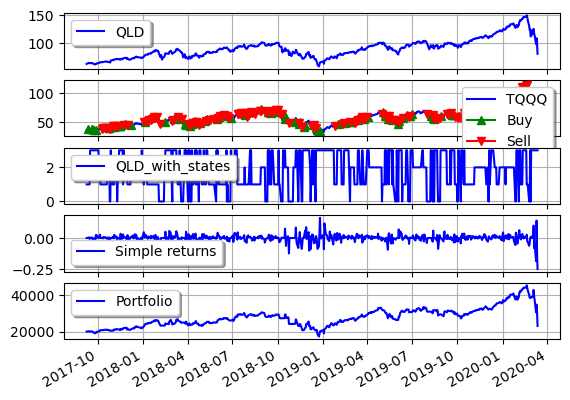 150
QLD
100
100
TQQQ
Buy
50
Sell
QLD_with_states
2
0
0.00
Simple returns
−0.25
40000
Portfolio
20000
2017-10 2018-01 2018-04 2018-07 2018-10 2019-01 2019-04 2019-07 2019-10 2020-01 2020-04